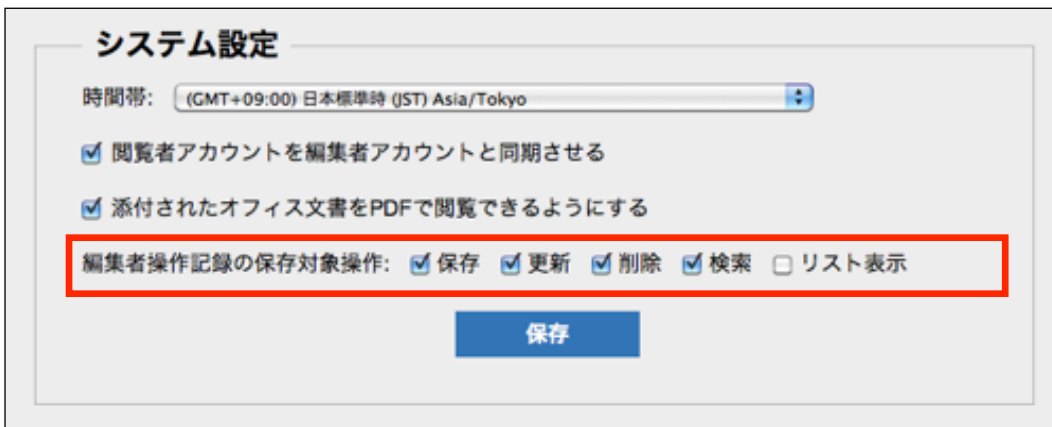 システム設定
時間帯: (GMT+09:00) 日本標準時 (JST) Asia/Tokyo
閲覧者アカウントを編集者アカウントと同期させる
添付されたオフィス文書をPDFで閲覧できるようにする
編集者操作記録の保存対象操作: 保存 更新 削除 検索 リスト表示
保存